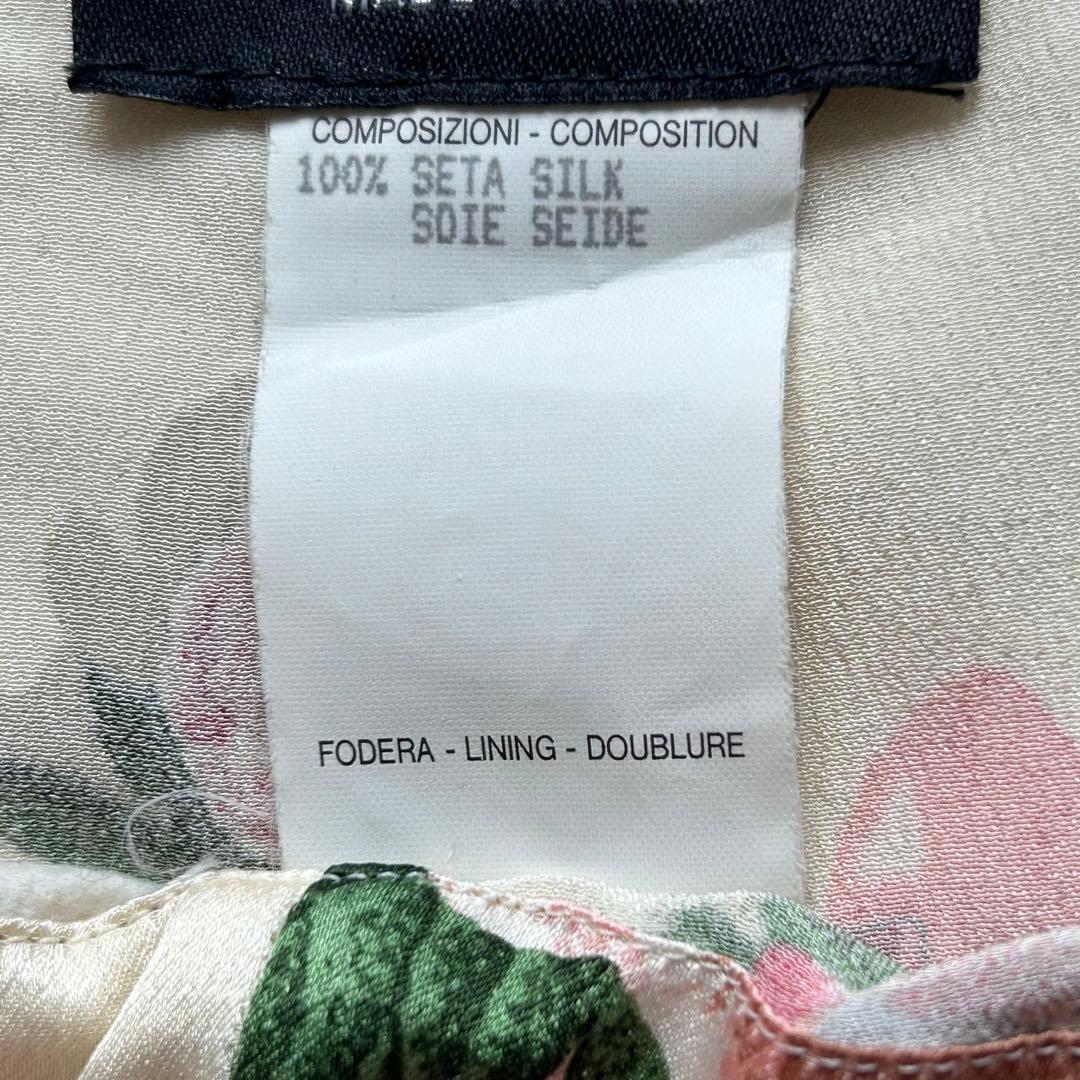 COMPOSIZIONI - COMPOSITION
100% SETA SILK
SOIE SEIDE
FODERA - LINING - DOUBLURE